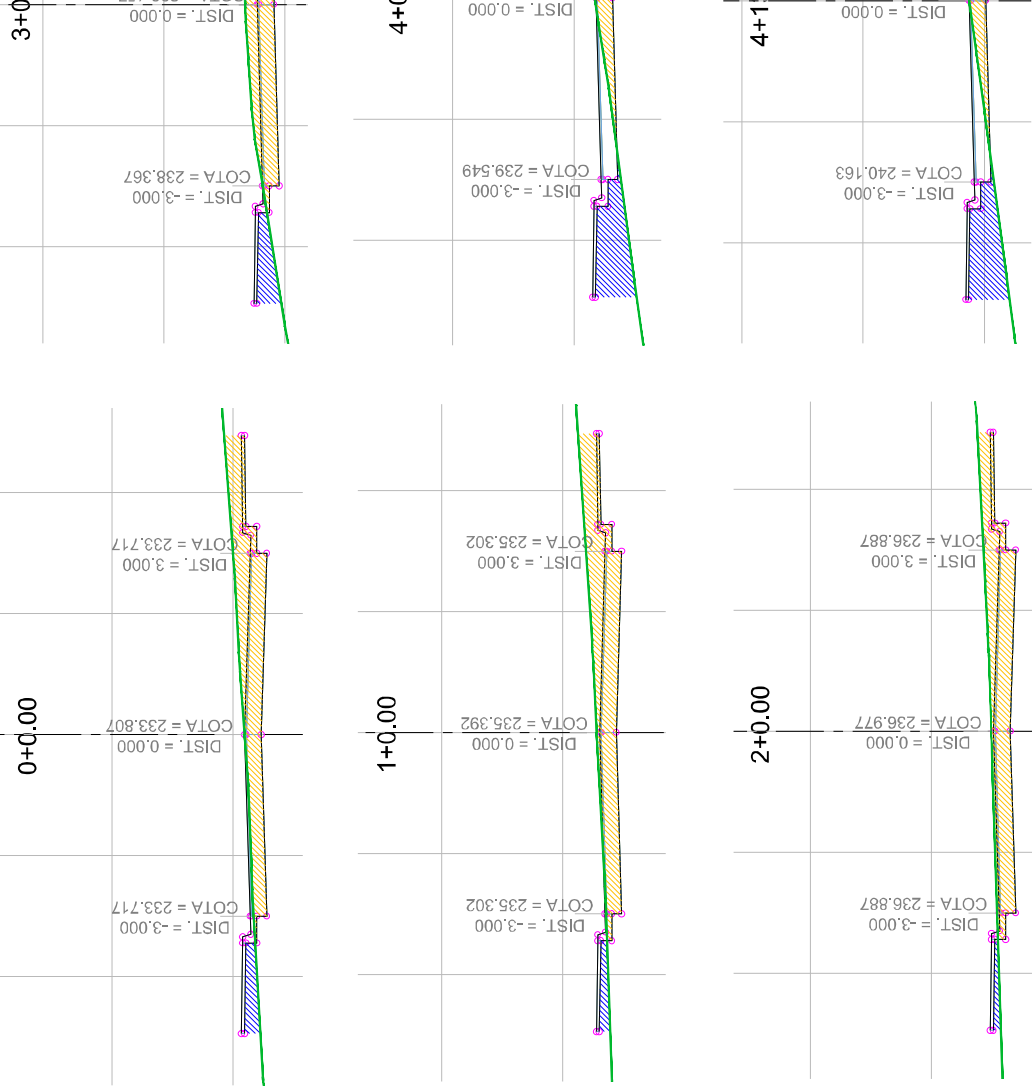 3+0
DIST. = 0.000
COTA = 238.367
DIST. = -3.000
4+0
DIST. = 0.000
COTA = 239.549
DIST. = -3.000
4+1
DIST. = 0.000
COTA = 240.163
DIST. = -3.000
0+0.00
COTA = 233.717
DIST. = 3.000
COTA = 233.807
DIST. = 0.000
COTA = 233.717
DIST. = -3.000
1+0.00
COTA = 235.302
DIST. = 3.000
COTA = 235.392
DIST. = 0.000
COTA = 235.302
DIST. = -3.000
2+0.00
COTA = 236.887
DIST. = 3.000
COTA = 236.977
DIST. = 0.000
COTA = 236.887
DIST. = -3.000